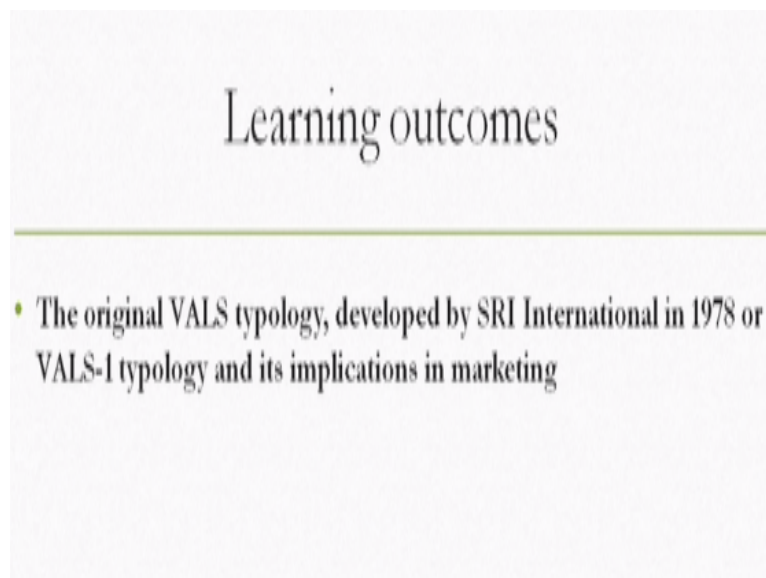 Learning outcomes
• The original VALS typology, developed by SRI International in 1978 or
VALS-1 typology and its implications in marketing